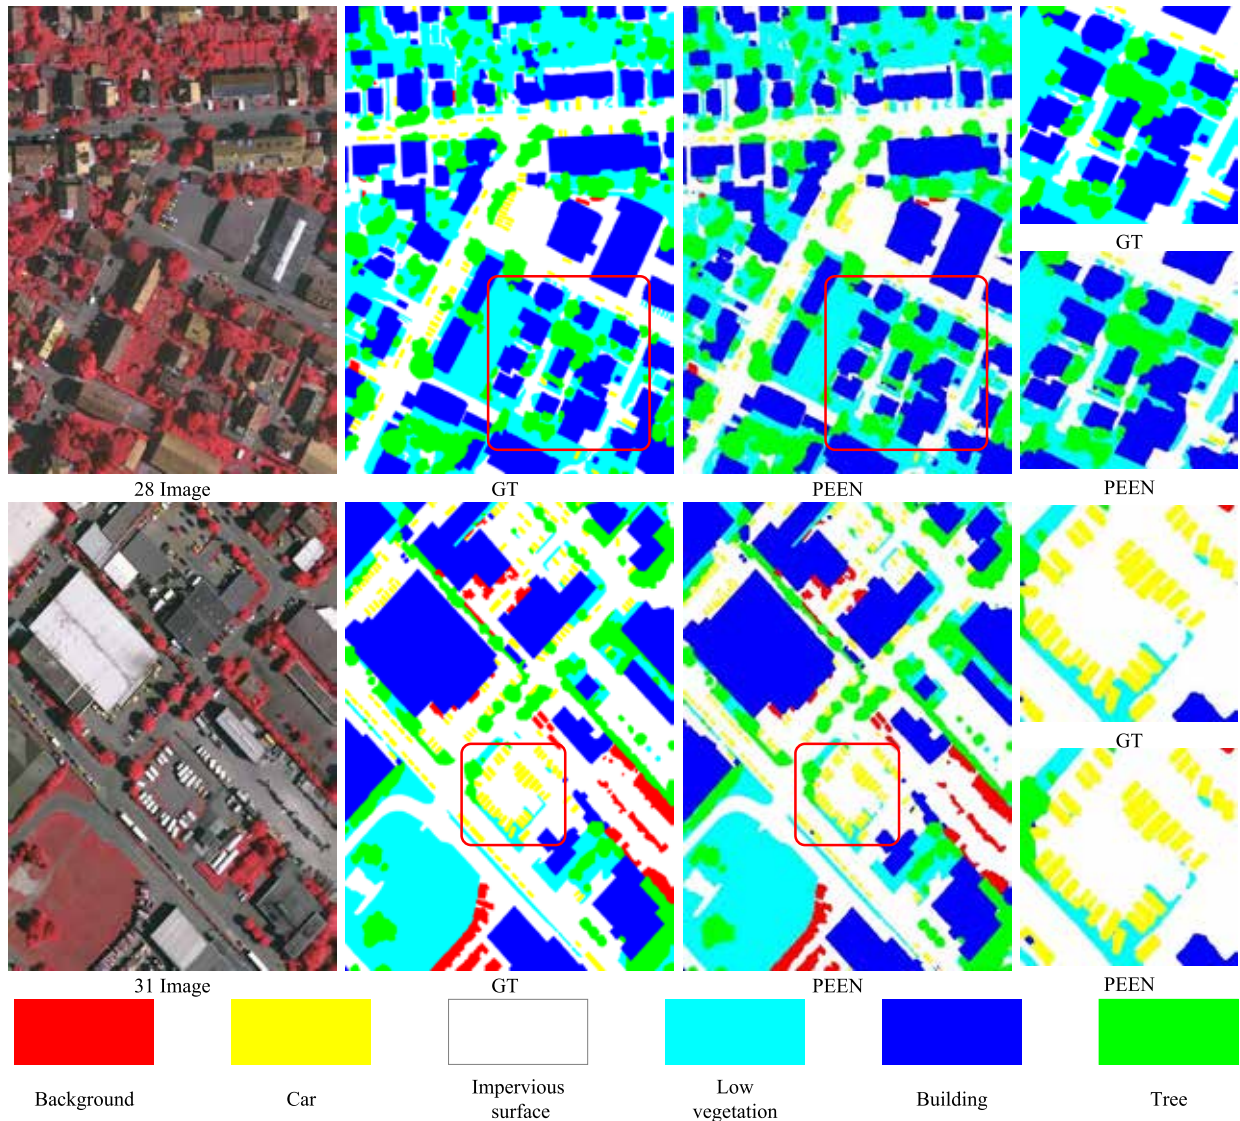 GT
28 Image
GT
PEEN
PEEN
GT
31 Image
GT
PEEN
PEEN
Background
Car
Impervious
surface
Low
vegetation
Building
Tree